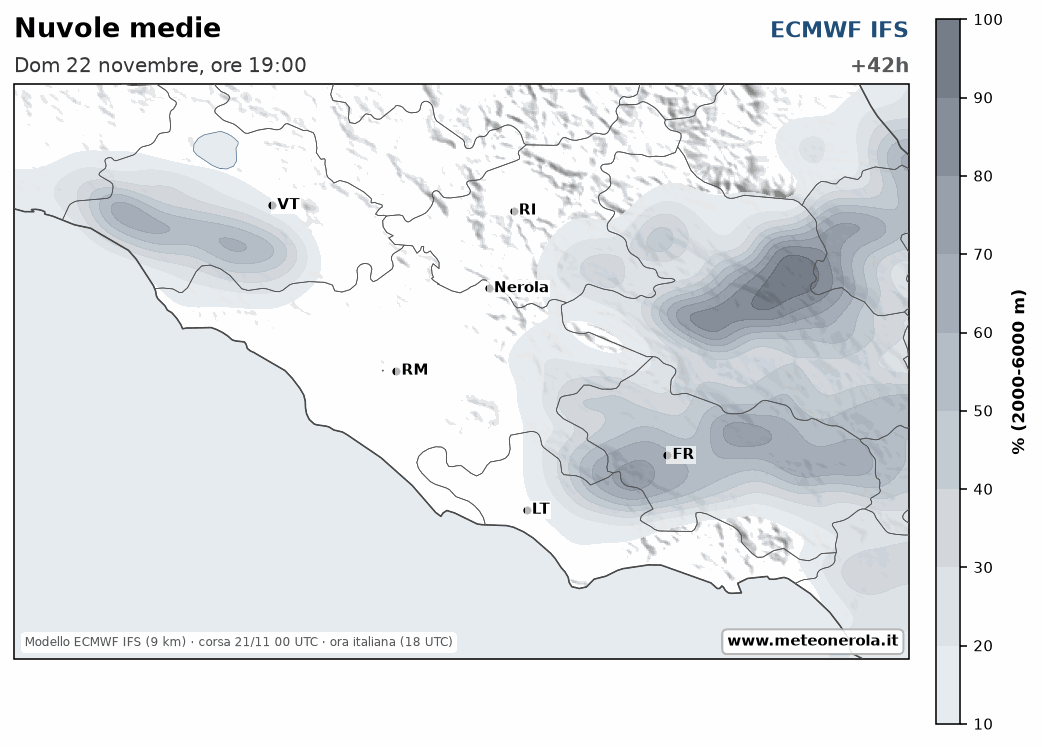 Nuvole medie
ECMWF IFS
Dom 22 novembre, ore 19:00
+42h
100
90
80
70
60
50
40
30
20
10
% (2000-6000 m)
VT
RI
Nerola
RM
FR
LT
Modello ECMWF IFS (9 km) · corsa 21/11 00 UTC · ora italiana (18 UTC)
www.meteonerola.it